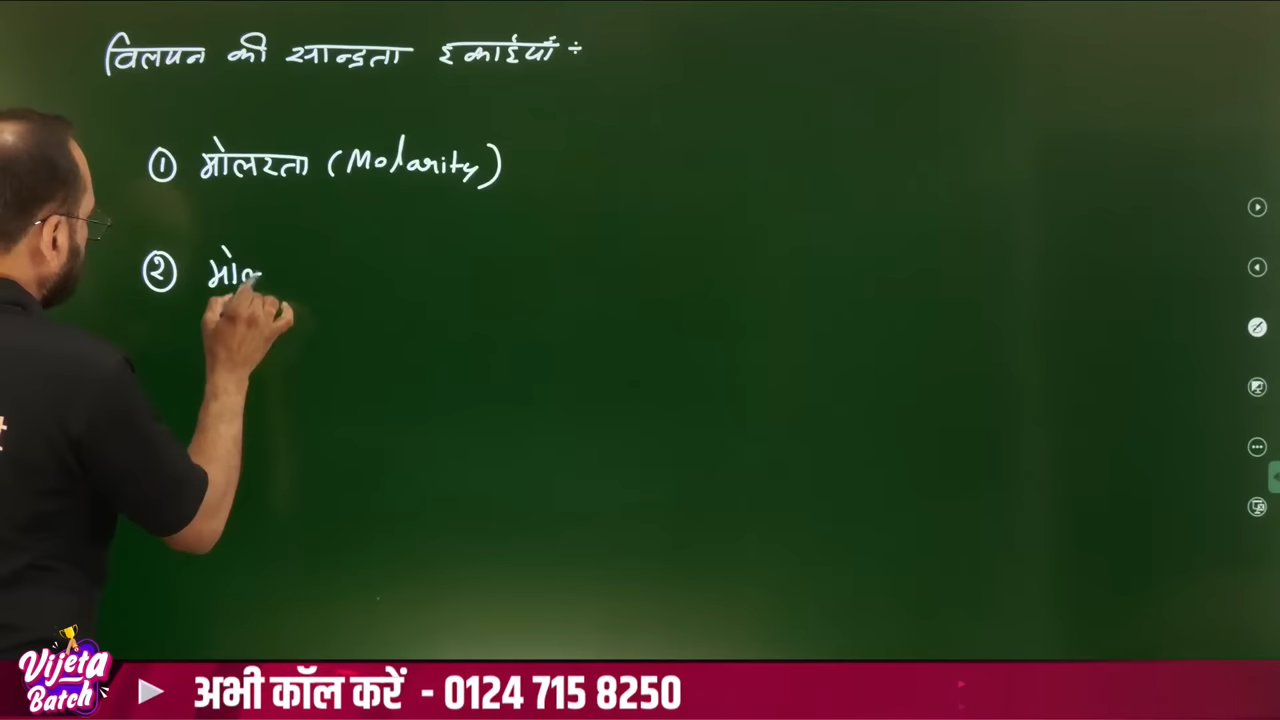 विलयन की सान्द्रता इकाईयाँ ÷
① मोलरता (Molarity)
② मो
Vijeta
Batch
अभी कॉल करें - 0124 715 8250